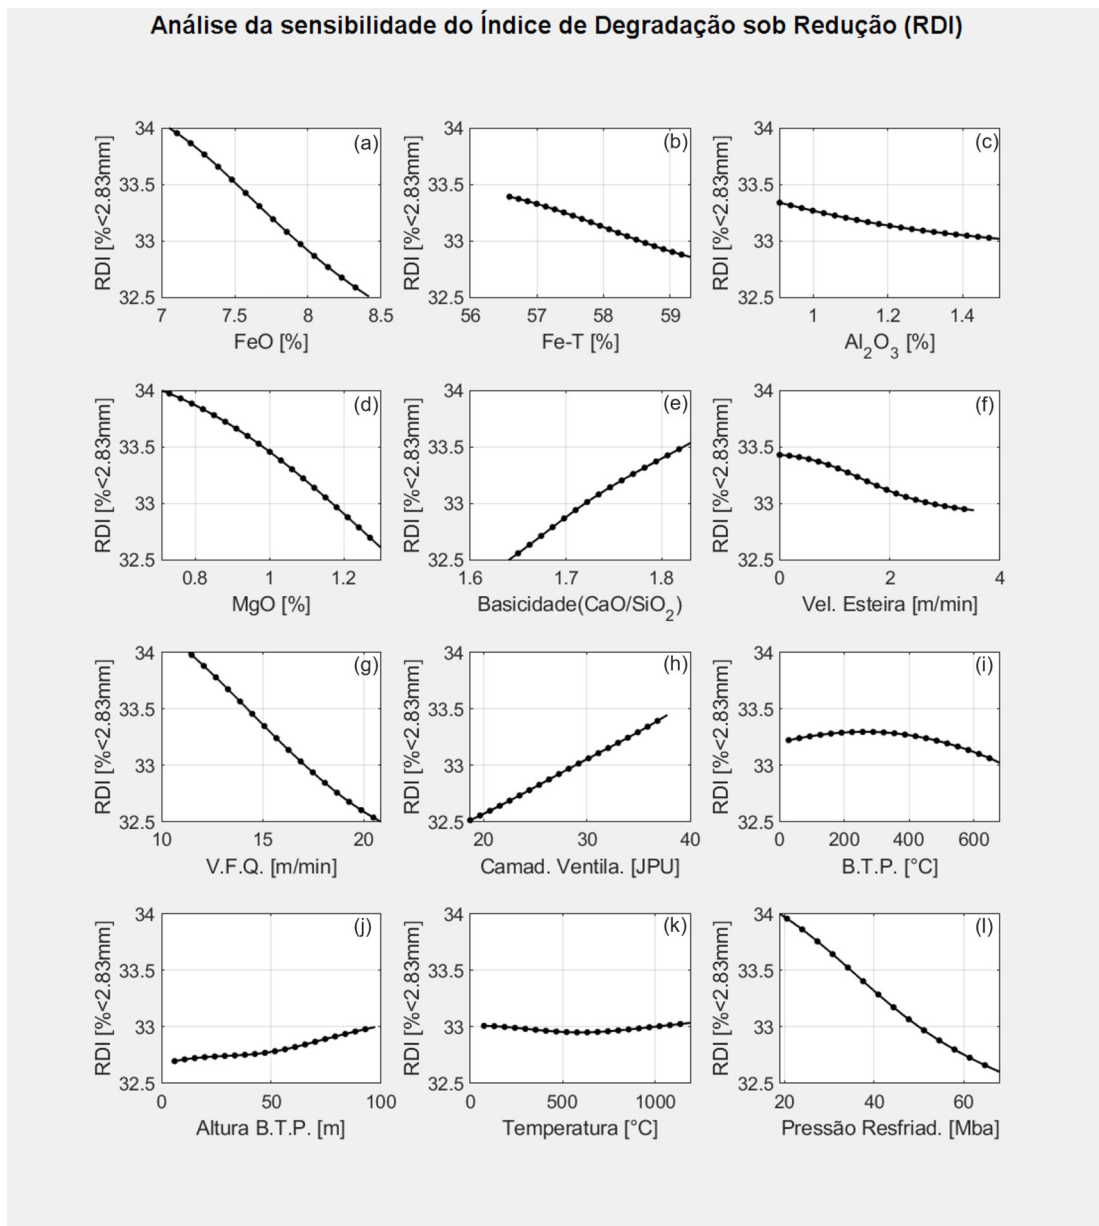 Análise da sensibilidade do Índice de Degradação sob Redução (RDI)
34
33.5
33
32.5
RDI [%<2.83mm]
(a)
7
7.5
8
8.5
FeO [%]
34
33.5
33
32.5
RDI [%<2.83mm]
(b)
56
57
58
59
Fe-T [%]
34
33.5
33
32.5
RDI [%<2.83mm]
(c)
1
1.2
1.4
Al2O3 [%]
34
33.5
33
32.5
RDI [%<2.83mm]
(d)
0.8
1
1.2
MgO [%]
34
33.5
33
32.5
RDI [%<2.83mm]
(e)
1.6
1.7
1.8
Basicidade(CaO/SiO2)
34
33.5
33
32.5
RDI [%<2.83mm]
(f)
0
2
4
Vel. Esteira [m/min]
34
33.5
33
32.5
RDI [%<2.83mm]
(g)
10
15
20
V.F.Q. [m/min]
34
33.5
33
32.5
RDI [%<2.83mm]
(h)
20
30
40
Camad. Ventila. [JPU]
34
33.5
33
32.5
RDI [%<2.83mm]
(i)
0
200
400
600
B.T.P. [°C]
34
33.5
33
32.5
RDI [%<2.83mm]
(j)
0
50
100
Altura B.T.P. [m]
34
33.5
33
32.5
RDI [%<2.83mm]
(k)
0
500
1000
Temperatura [°C]
34
33.5
33
32.5
RDI [%<2.83mm]
(l)
20
40
60
Pressão Resfriad. [Mba]